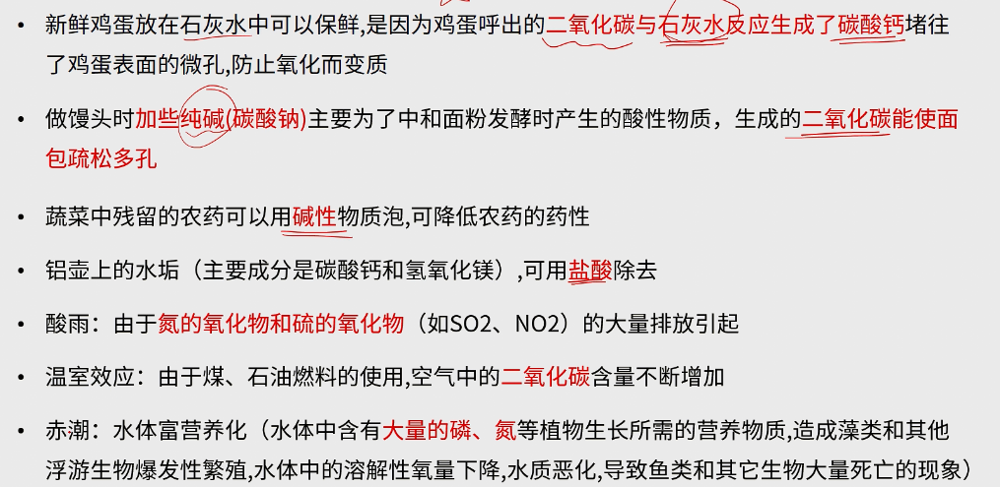 • 新鲜鸡蛋放在石灰水中可以保鲜,是因为鸡蛋呼出的二氧化碳与石灰水反应生成了碳酸钙堵往
了鸡蛋表面的微孔,防止氧化而变质
• 做馒头时加些纯碱(碳酸钠)主要为了中和面粉发酵时产生的酸性物质，生成的二氧化碳能使面
包疏松多孔
• 蔬菜中残留的农药可以用碱性物质泡,可降低农药的药性
• 铝壶上的水垢（主要成分是碳酸钙和氢氧化镁）,可用盐酸除去
• 酸雨：由于氮的氧化物和硫的氧化物（如SO2、NO2）的大量排放引起
• 温室效应：由于煤、石油燃料的使用,空气中的二氧化碳含量不断增加
• 赤潮：水体富营养化（水体中含有大量的磷、氮等植物生长所需的营养物质,造成藻类和其他
浮游生物爆发性繁殖,水体中的溶解性氧量下降,水质恶化,导致鱼类和其它生物大量死亡的现象）